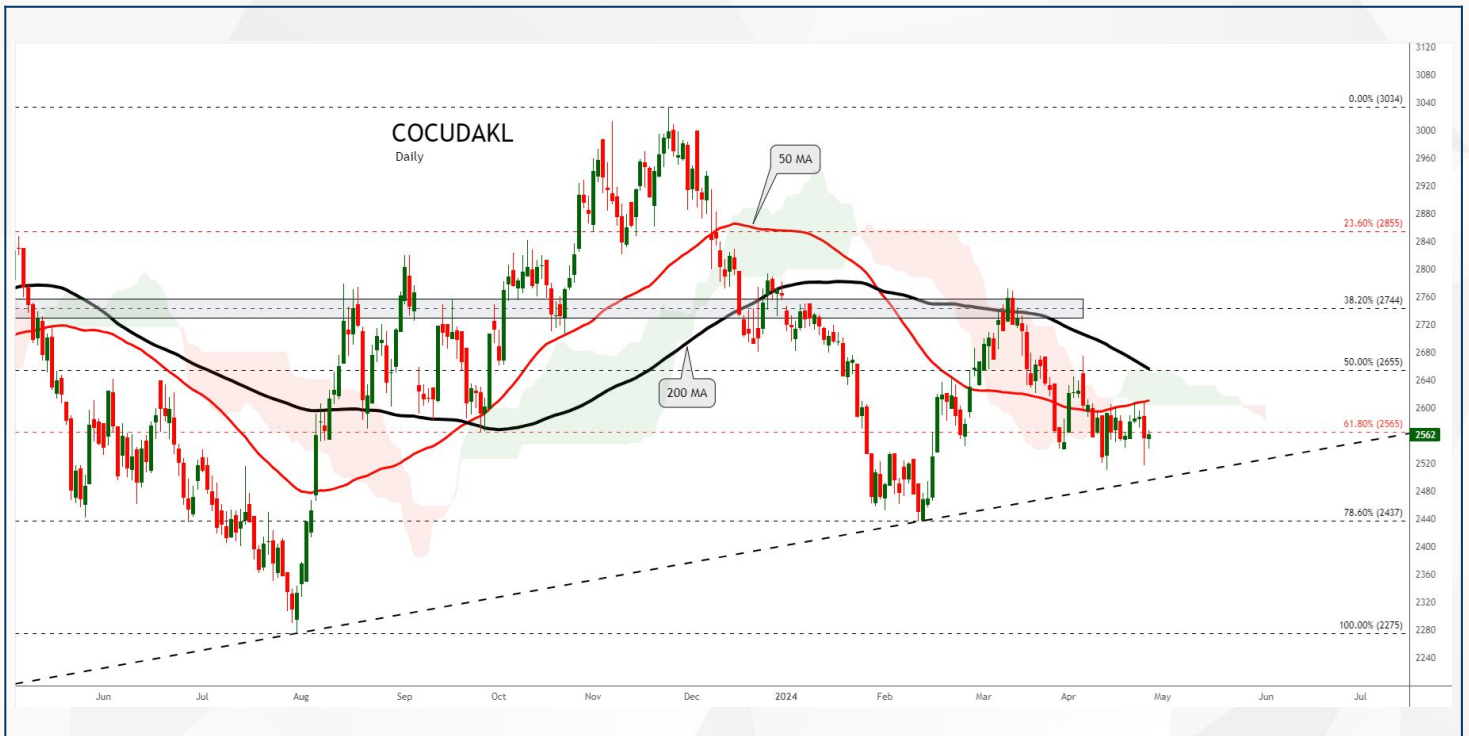 COCUDAKL
Daily
50 MA
200 MA
0.00% (3034)
23.60% (2855)
38.20% (2744)
50.00% (2655)
61.80% (2565)
78.60% (2437)
100.00% (2275)
3120
3080
3040
3000
2960
2920
2880
2840
2800
2760
2720
2680
2640
2600
2562
2520
2480
2440
2400
2360
2320
2280
2240
Jun
Jul
Aug
Sep
Oct
Nov
Dec
2024
Feb
Mar
Apr
May
Jun
Jul